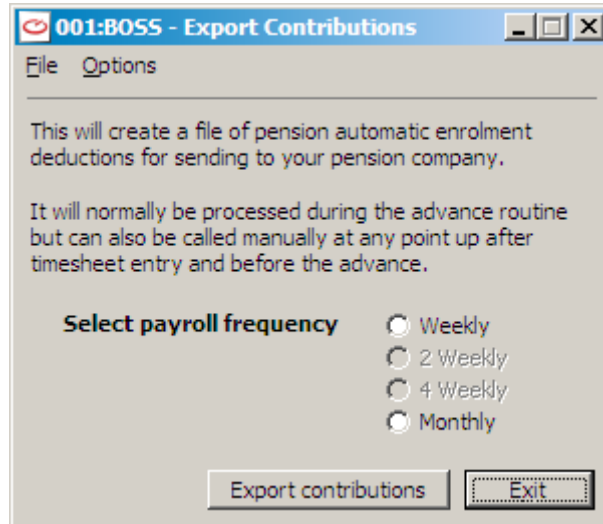 001:BOSS - Export Contributions
File Options
This will create a file of pension automatic enrolment
deductions for sending to your pension company.
It will normally be processed during the advance routine
but can also be called manually at any point up after
timesheet entry and before the advance.
Select payroll frequency
Weekly
2 Weekly
4 Weekly
Monthly
Export contributions
Exit